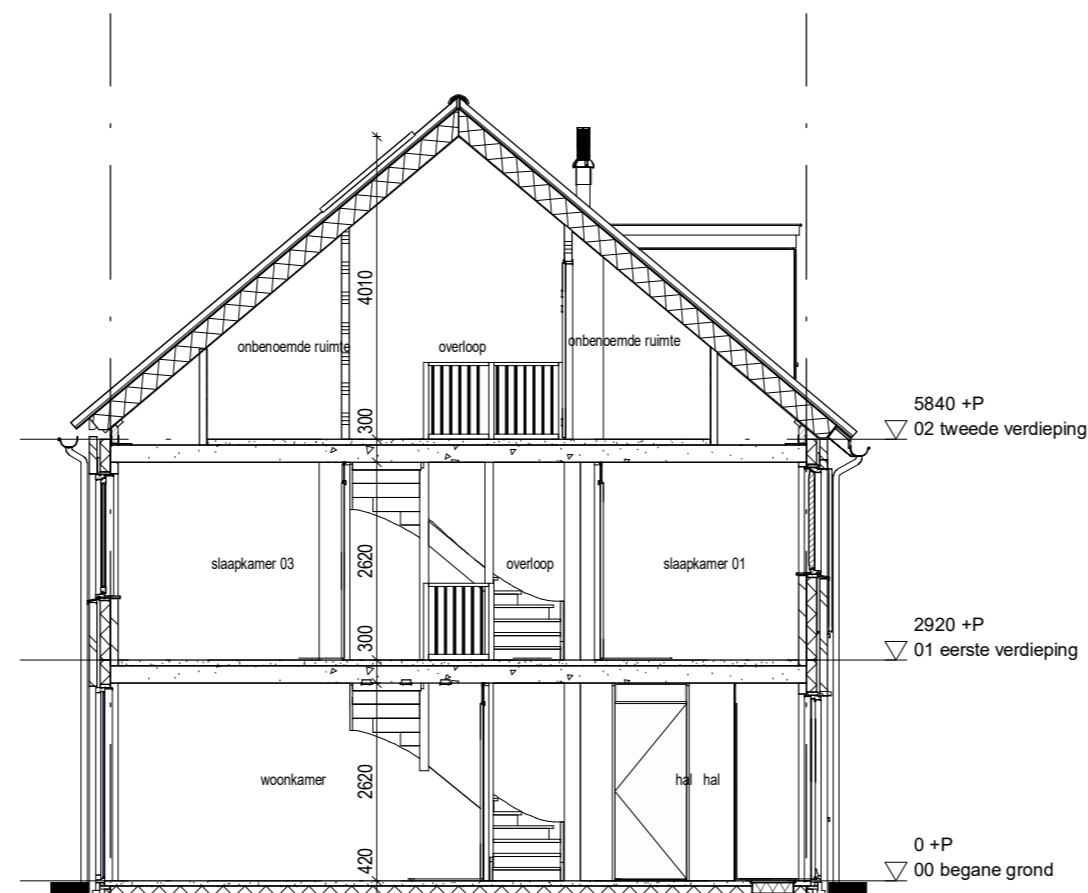 4010
onbenoemde ruimte
overloop
onbenoemde ruimte
300
5840 +P
02 tweede verdieping
slaapkamer 03
2620
overloop
slaapkamer 01
300
2920 +P
01 eerste verdieping
woonkamer
2620
hal hal
420
0 +P
00 begane grond